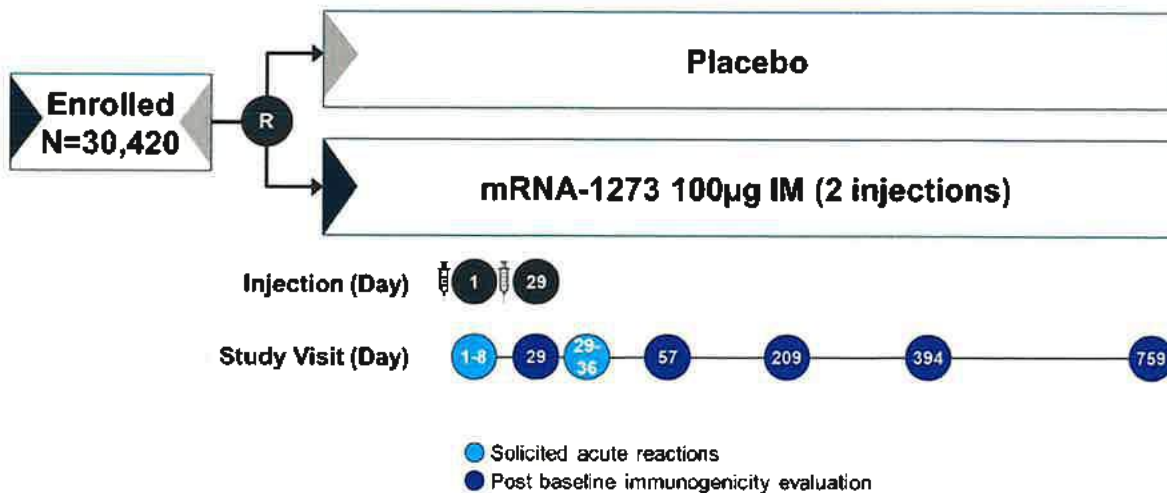 Placebo
Enrolled
N=30,420
R
mRNA-1273 100µg IM (2 injections)
Injection (Day) 1 29
Study Visit (Day) 1-8 29 29-36 57 209 394 759
Solicited acute reactions
Post baseline immunogenicity evaluation